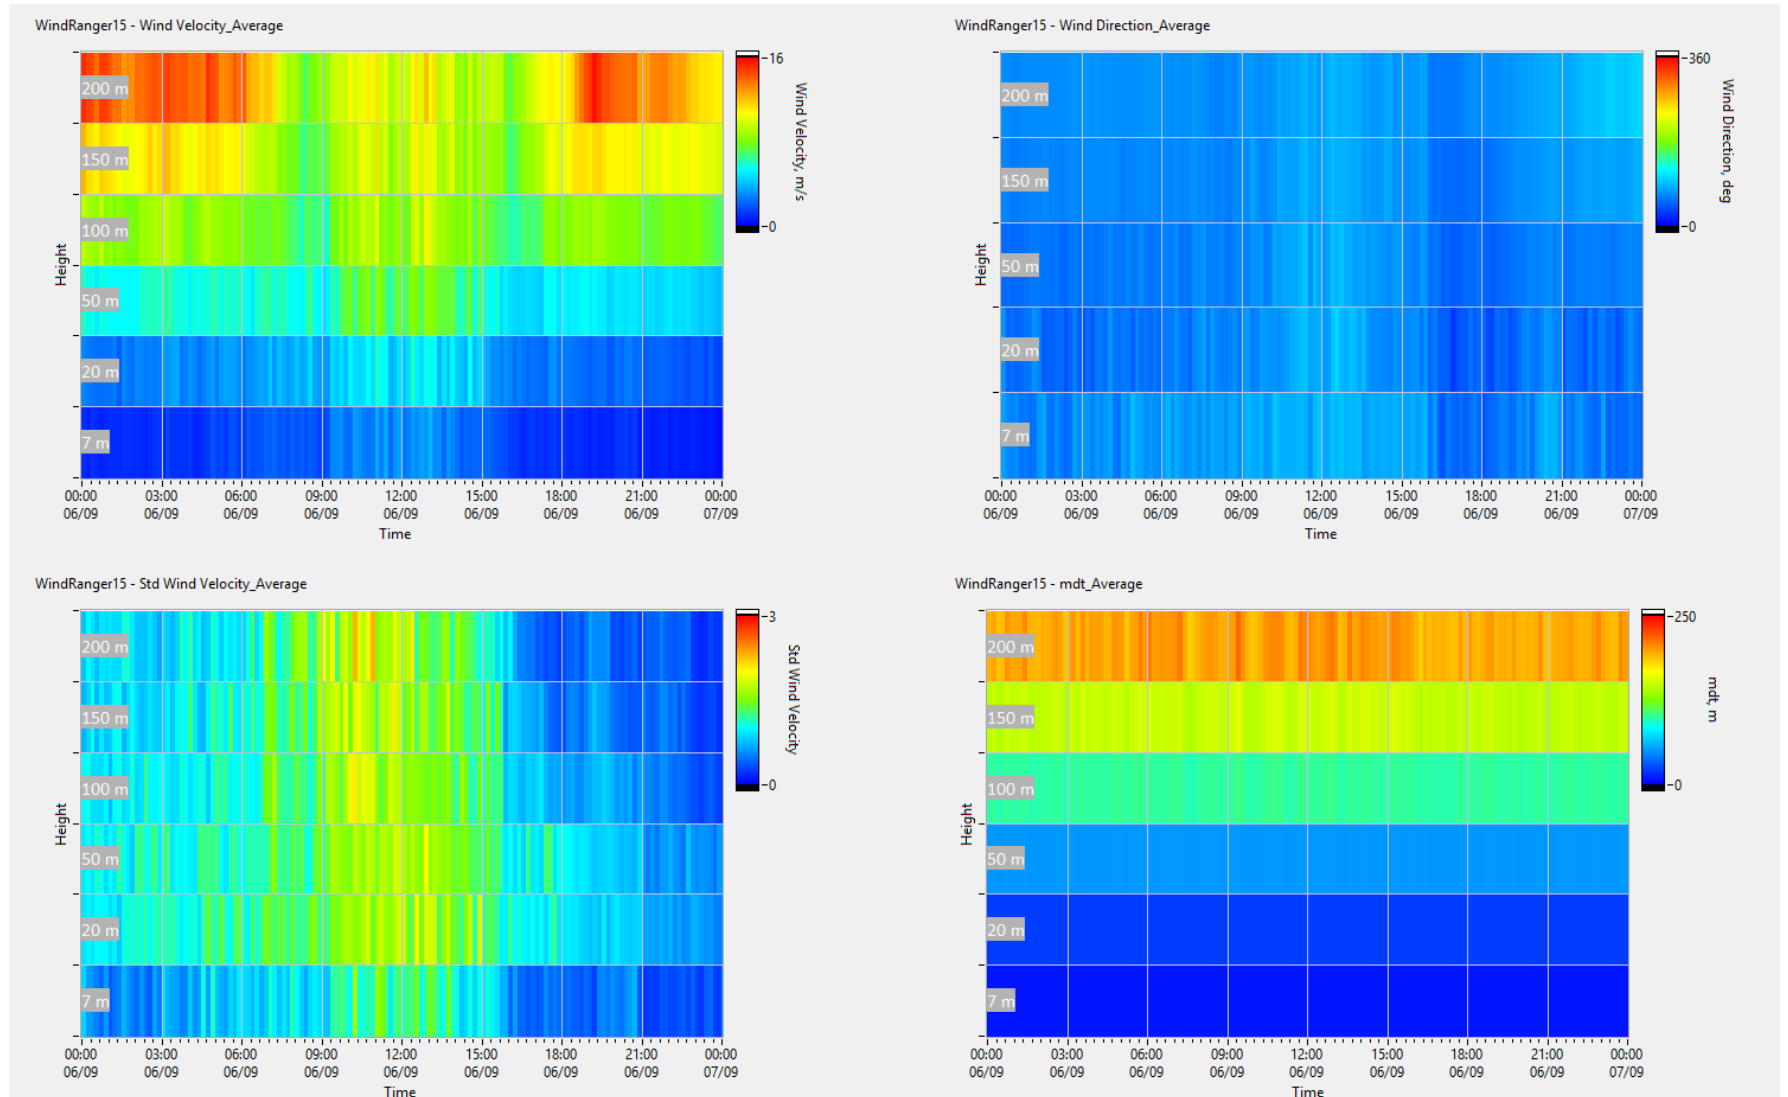 WindRanger15 - Wind Velocity_Average
16
0
Wind Velocity, m/s
200 m
150 m
100 m
50 m
20 m
7 m
Height
00:00 03:00 06:00 09:00 12:00 15:00 18:00 21:00 00:00
06/09 06/09 06/09 06/09 06/09 06/09 06/09 06/09 07/09
Time
WindRanger15 - Wind Direction_Average
360
0
Wind Direction, deg
200 m
150 m
50 m
20 m
7 m
Height
00:00 03:00 06:00 09:00 12:00 15:00 18:00 21:00 00:00
06/09 06/09 06/09 06/09 06/09 06/09 06/09 06/09 07/09
Time
WindRanger15 - Std Wind Velocity_Average
3
0
Std Wind Velocity
200 m
150 m
100 m
50 m
20 m
7 m
Height
00:00 03:00 06:00 09:00 12:00 15:00 18:00 21:00 00:00
06/09 06/09 06/09 06/09 06/09 06/09 06/09 06/09 07/09
Time
WindRanger15 - mdt_Average
250
0
mdt, m
200 m
150 m
100 m
50 m
20 m
7 m
Height
00:00 03:00 06:00 09:00 12:00 15:00 18:00 21:00 00:00
06/09 06/09 06/09 06/09 06/09 06/09 06/09 06/09 07/09
Time